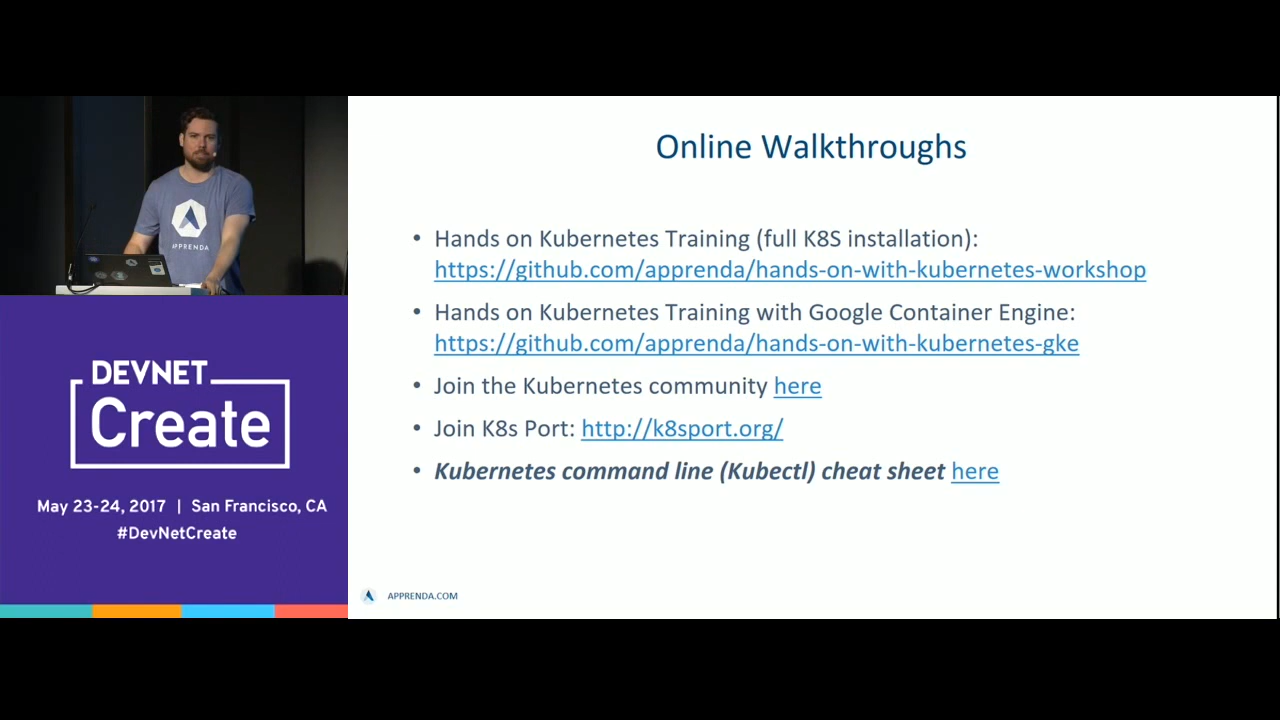 APPRENDA
DEVNET
Create
May 23-24, 2017 | San Francisco, CA
#DevNetCreate
Online Walkthroughs
• Hands on Kubernetes Training (full K8S installation):
https://github.com/apprenda/hands-on-with-kubernetes-workshop
• Hands on Kubernetes Training with Google Container Engine:
https://github.com/apprenda/hands-on-with-kubernetes-gke
• Join the Kubernetes community here
• Join K8s Port: http://k8sport.org/
• Kubernetes command line (Kubectl) cheat sheet here
APPRENDA.COM